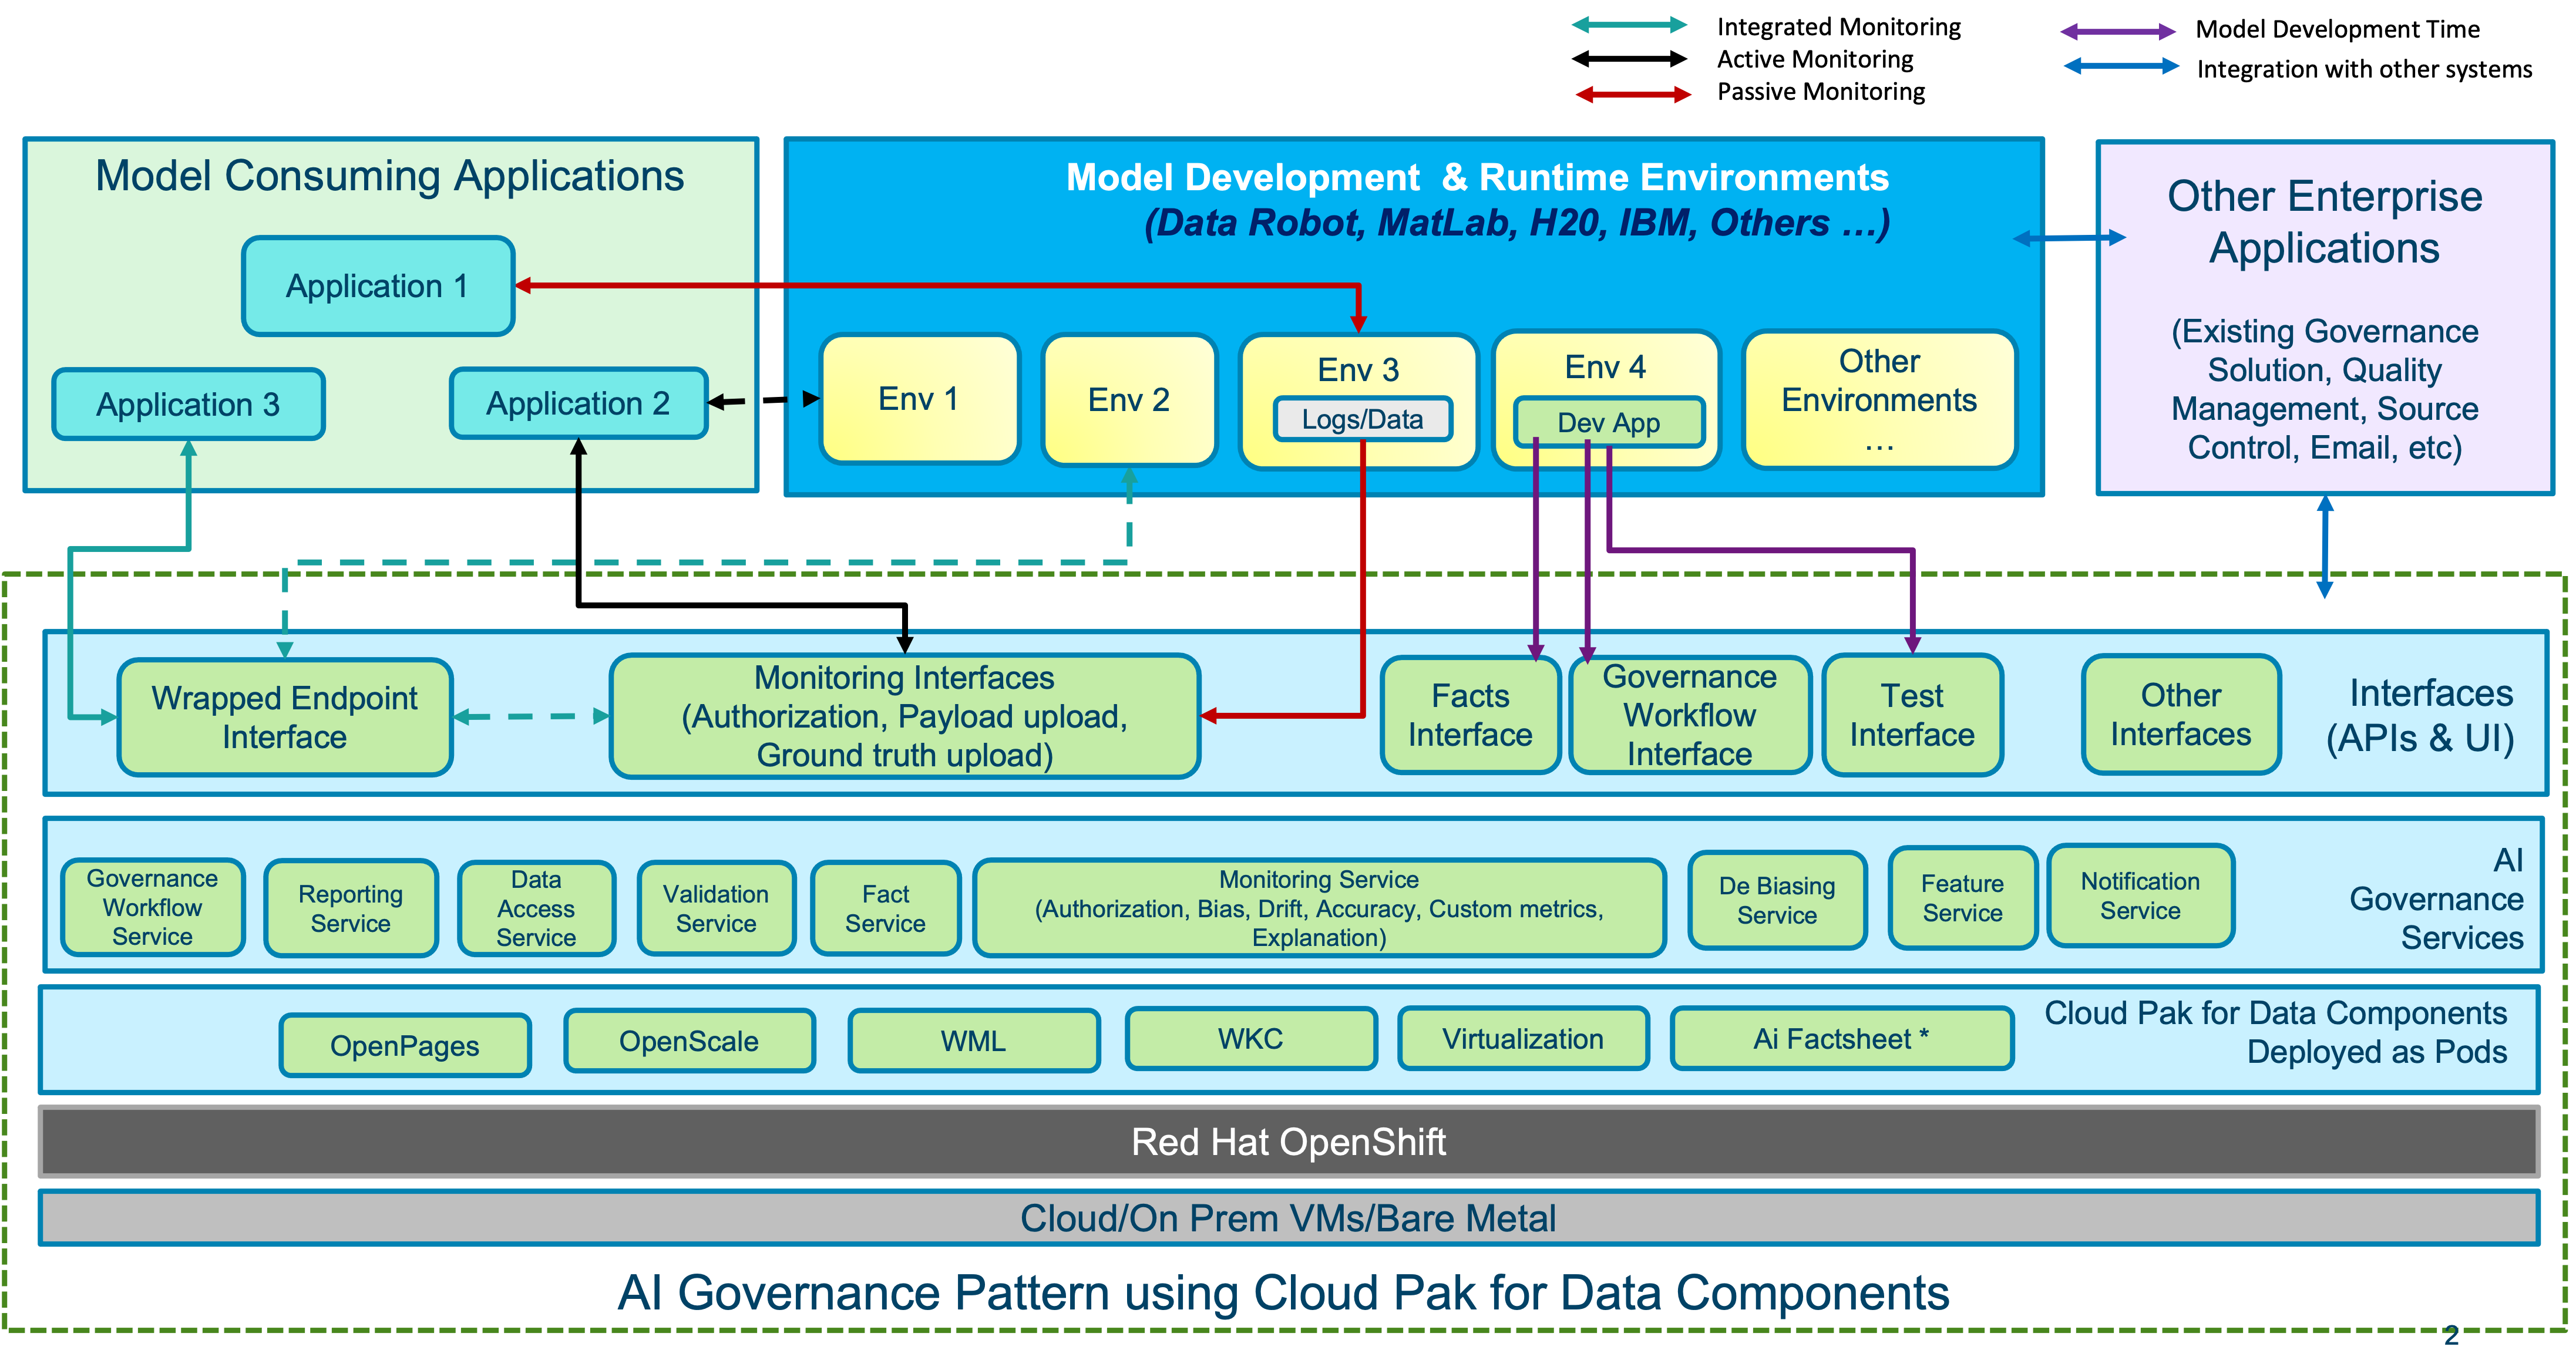 Integrated Monitoring
Active Monitoring
Passive Monitoring
Model Development Time
Integration with other systems
Model Consuming Applications
Application 1
Application 3
Application 2
Model Development & Runtime Environments
(Data Robot, MatLab, H20, IBM, Others ...)
Env 1
Env 2
Env 3
Logs/Data
Env 4
Dev App
Other
Environments
...
Other Enterprise
Applications
(Existing Governance
Solution, Quality
Management, Source
Control, Email, etc)
Wrapped Endpoint
Interface
Monitoring Interfaces
(Authorization, Payload upload,
Ground truth upload)
Facts
Interface
Governance
Workflow
Interface
Test
Interface
Other
Interfaces
Interfaces
(APIs & UI)
Governance
Workflow
Service
Reporting
Service
Data
Access
Service
Validation
Service
Fact
Service
Monitoring Service
(Authorization, Bias, Drift, Accuracy, Custom metrics,
Explanation)
De Biasing
Service
Feature
Service
Notification
Service
AI
Governance
Services
OpenPages
OpenScale
WML
WKC
Virtualization
Ai Factsheet *
Cloud Pak for Data Components
Deployed as Pods
Red Hat OpenShift
Cloud/On Prem VMs/Bare Metal
AI Governance Pattern using Cloud Pak for Data Components
2